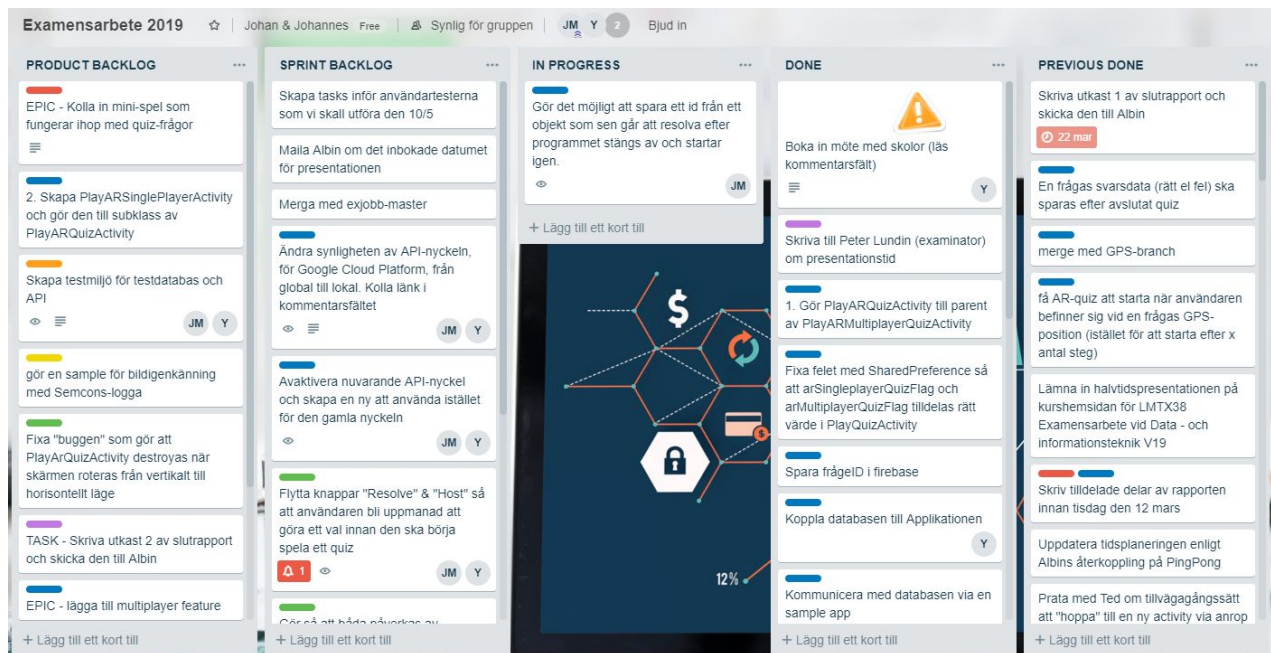 Examensarbete 2019
Johan & Johannes Free
Synlig för gruppen
JM Y 2
Bjud in
PRODUCT BACKLOG
EPIC - Kolla in mini-spel som
fungerar ihop med quiz-frågor
2. Skapa PlayARSinglePlayerActivity
och gör den till subklass av
PlayARQuizActivity
Skapa testmiljö för testdatabas och
API
JM Y
gör en sample för bildigenkänning
med Semcons-logga
Fixa "buggen" som gör att
PlayArQuizActivity destroyas när
skärmen roteras från vertikalt till
horisontellt läge
TASK - Skriva utkast 2 av slutrapport
och skicka den till Albin
EPIC - lägga till multiplayer feature
+ Lägg till ett kort till
SPRINT BACKLOG
Skapa tasks inför användartesterna
som vi skall utföra den 10/5
Maila Albin om det inbokade datumet
för presentationen
Merga med exjobb-master
Ändra synligheten av API-nyckeln,
för Google Cloud Platform, från
global till lokal. Kolla länk i
kommentarsfältet
JM Y
Avaktivera nuvarande API-nyckel
och skapa en ny att använda istället
för den gamla nyckeln
JM Y
Flytta knappar "Resolve" & "Host" så
att användaren bli uppmanad att
göra ett val innan den ska börja
spela ett quiz
1
JM Y
Gör så att båda påverkas av
+ Lägg till ett kort till
IN PROGRESS
Gör det möjligt att spara ett id från ett
objekt som sen går att resolva efter
programmet stängs av och startar
igen.
JM
+ Lägg till ett kort till
$
12%
DONE
Boka in möte med skolor (läs
kommentarsfält)
Y
Skriva till Peter Lundin (examinator)
om presentationstid
1. Gör PlayARQuizActivity till parent
av PlayARMultiplayerQuizActivity
Fixa felet med SharedPreference så
att arSingleplayerQuizFlag och
arMultiplayerQuizFlag tilldelas rätt
värde i PlayQuizActivity
Spara frågeID i firebase
Koppla databasen till Applikationen
Y
Kommunicera med databasen via en
sample app
+ Lägg till ett kort till
PREVIOUS DONE
Skriva utkast 1 av slutrapport och
skicka den till Albin
22 mar
En frågas svarsdata (rätt el fel) ska
sparas efter avslutat quiz
merge med GPS-branch
få AR-quiz att starta när användaren
befinner sig vid en frågas GPS-
position (istället för att starta efter x
antal steg)
Lämna in halvtidspresentationen på
kurshemsidan för LMTX38
Examensarbete vid Data - och
informationsteknik V19
Skriv tilldelade delar av rapporten
innan tisdag den 12 mars
Uppdatera tidsplaneringen enligt
Albins återkoppling på PingPong
Prata med Ted om tillvägagångssätt
att "hoppa" till en ny activity via anrop
+ Lägg till ett kort till